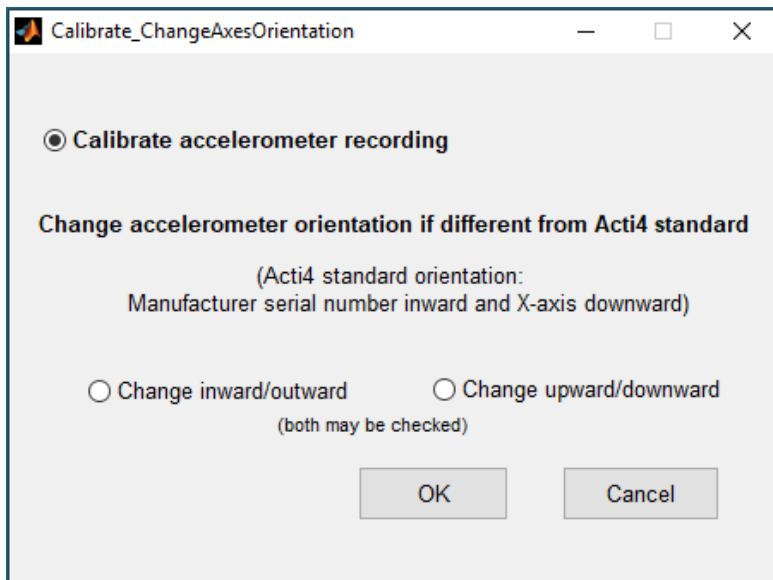 Calibrate_ChangeAxesOrientation
Calibrate accelerometer recording
Change accelerometer orientation if different from Acti4 standard
(Acti4 standard orientation:
Manufacturer serial number inward and X-axis downward)
Change inward/outward
Change upward/downward
(both may be checked)
OK
Cancel